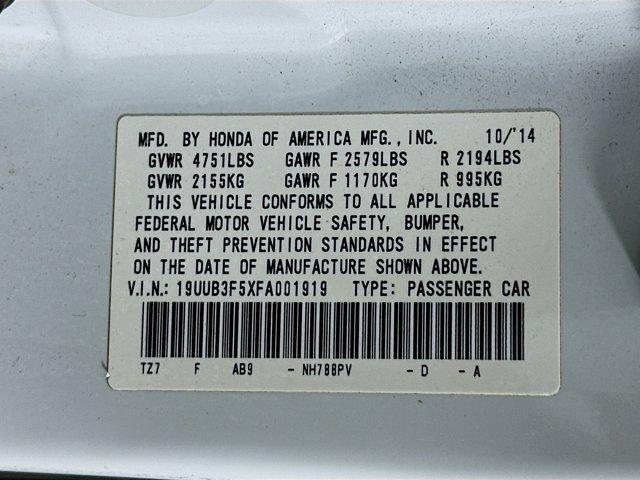 MFD. BY HONDA OF AMERICA MFG., INC. 10/'14
GVWR 4751LBS GAWR F 2579LBS R 2194LBS
GVWR 2155KG GAWR F 1170KG R 995KG
THIS VEHICLE CONFORMS TO ALL APPLICABLE
FEDERAL MOTOR VEHICLE SAFETY, BUMPER,
AND THEFT PREVENTION STANDARDS IN EFFECT
ON THE DATE OF MANUFACTURE SHOWN ABOVE.
V.I.N.: 19UUB3F5XFA001919 TYPE: PASSENGER CAR
TZ7 F AB9 - NH788PV - D - A